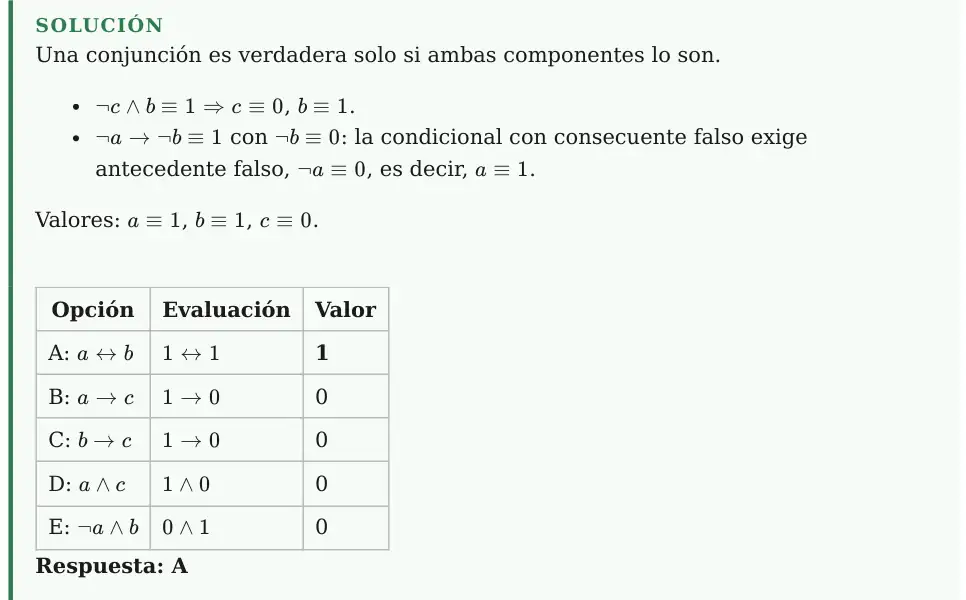 SOLUCIÓN
Una conjunción es verdadera solo si ambas componentes lo son.
• ¬c ∧ b ≡ 1 ⇒ c ≡ 0, b ≡ 1.
• ¬a → ¬b ≡ 1 con ¬b ≡ 0: la condicional con consecuente falso exige
antecedente falso, ¬a ≡ 0, es decir, a ≡ 1.
Valores: a ≡ 1, b ≡ 1, c ≡ 0.
Opción Evaluación Valor
A: a ↔ b 1 ↔ 1 1
B: a → c 1 → 0 0
C: b → c 1 → 0 0
D: a ∧ c 1 ∧ 0 0
E: ¬a ∧ b 0 ∧ 1 0
Respuesta: A